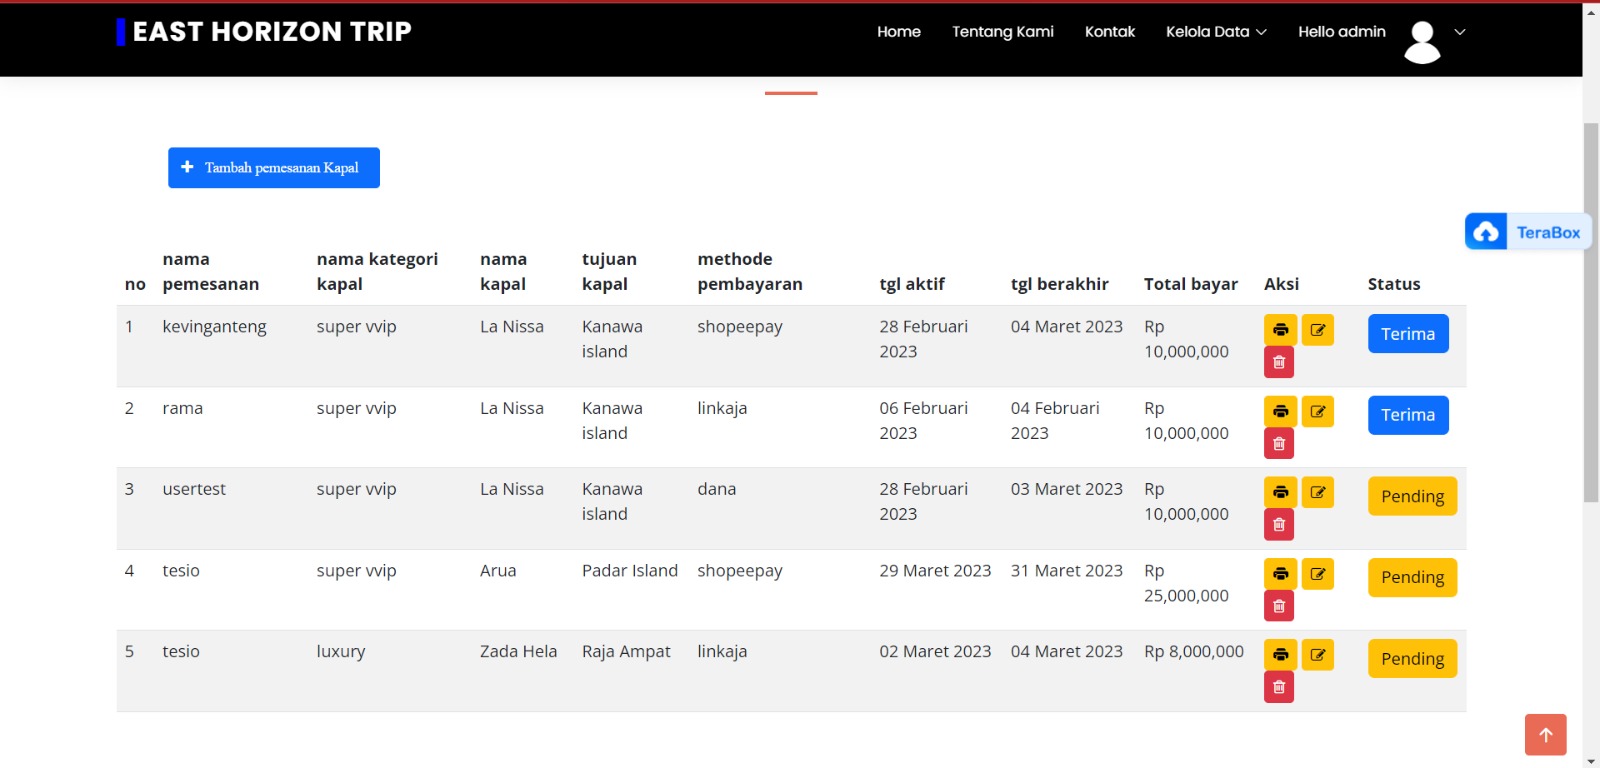 EAST HORIZON TRIP
Home Tentang Kami Kontak Kelola Data Hello admin
Tambah pemesanan Kapal
TeraBox
no nama pemesanan nama kategori kapal nama kapal tujuan kapal methode pembayaran tgl aktif tgl berakhir Total bayar Aksi Status
1 kevinganteng super vvip La Nissa Kanawa island shopeepay 28 Februari 2023 04 Maret 2023 Rp 10,000,000 Terima
2 rama super vvip La Nissa Kanawa island linkaja 06 Februari 2023 04 Februari 2023 Rp 10,000,000 Terima
3 usertest super vvip La Nissa Kanawa island dana 28 Februari 2023 03 Maret 2023 Rp 10,000,000 Pending
4 tesio super vvip Arua Padar Island shopeepay 29 Maret 2023 31 Maret 2023 Rp 25,000,000 Pending
5 tesio luxury Zada Hela Raja Ampat linkaja 02 Maret 2023 04 Maret 2023 Rp 8,000,000 Pending